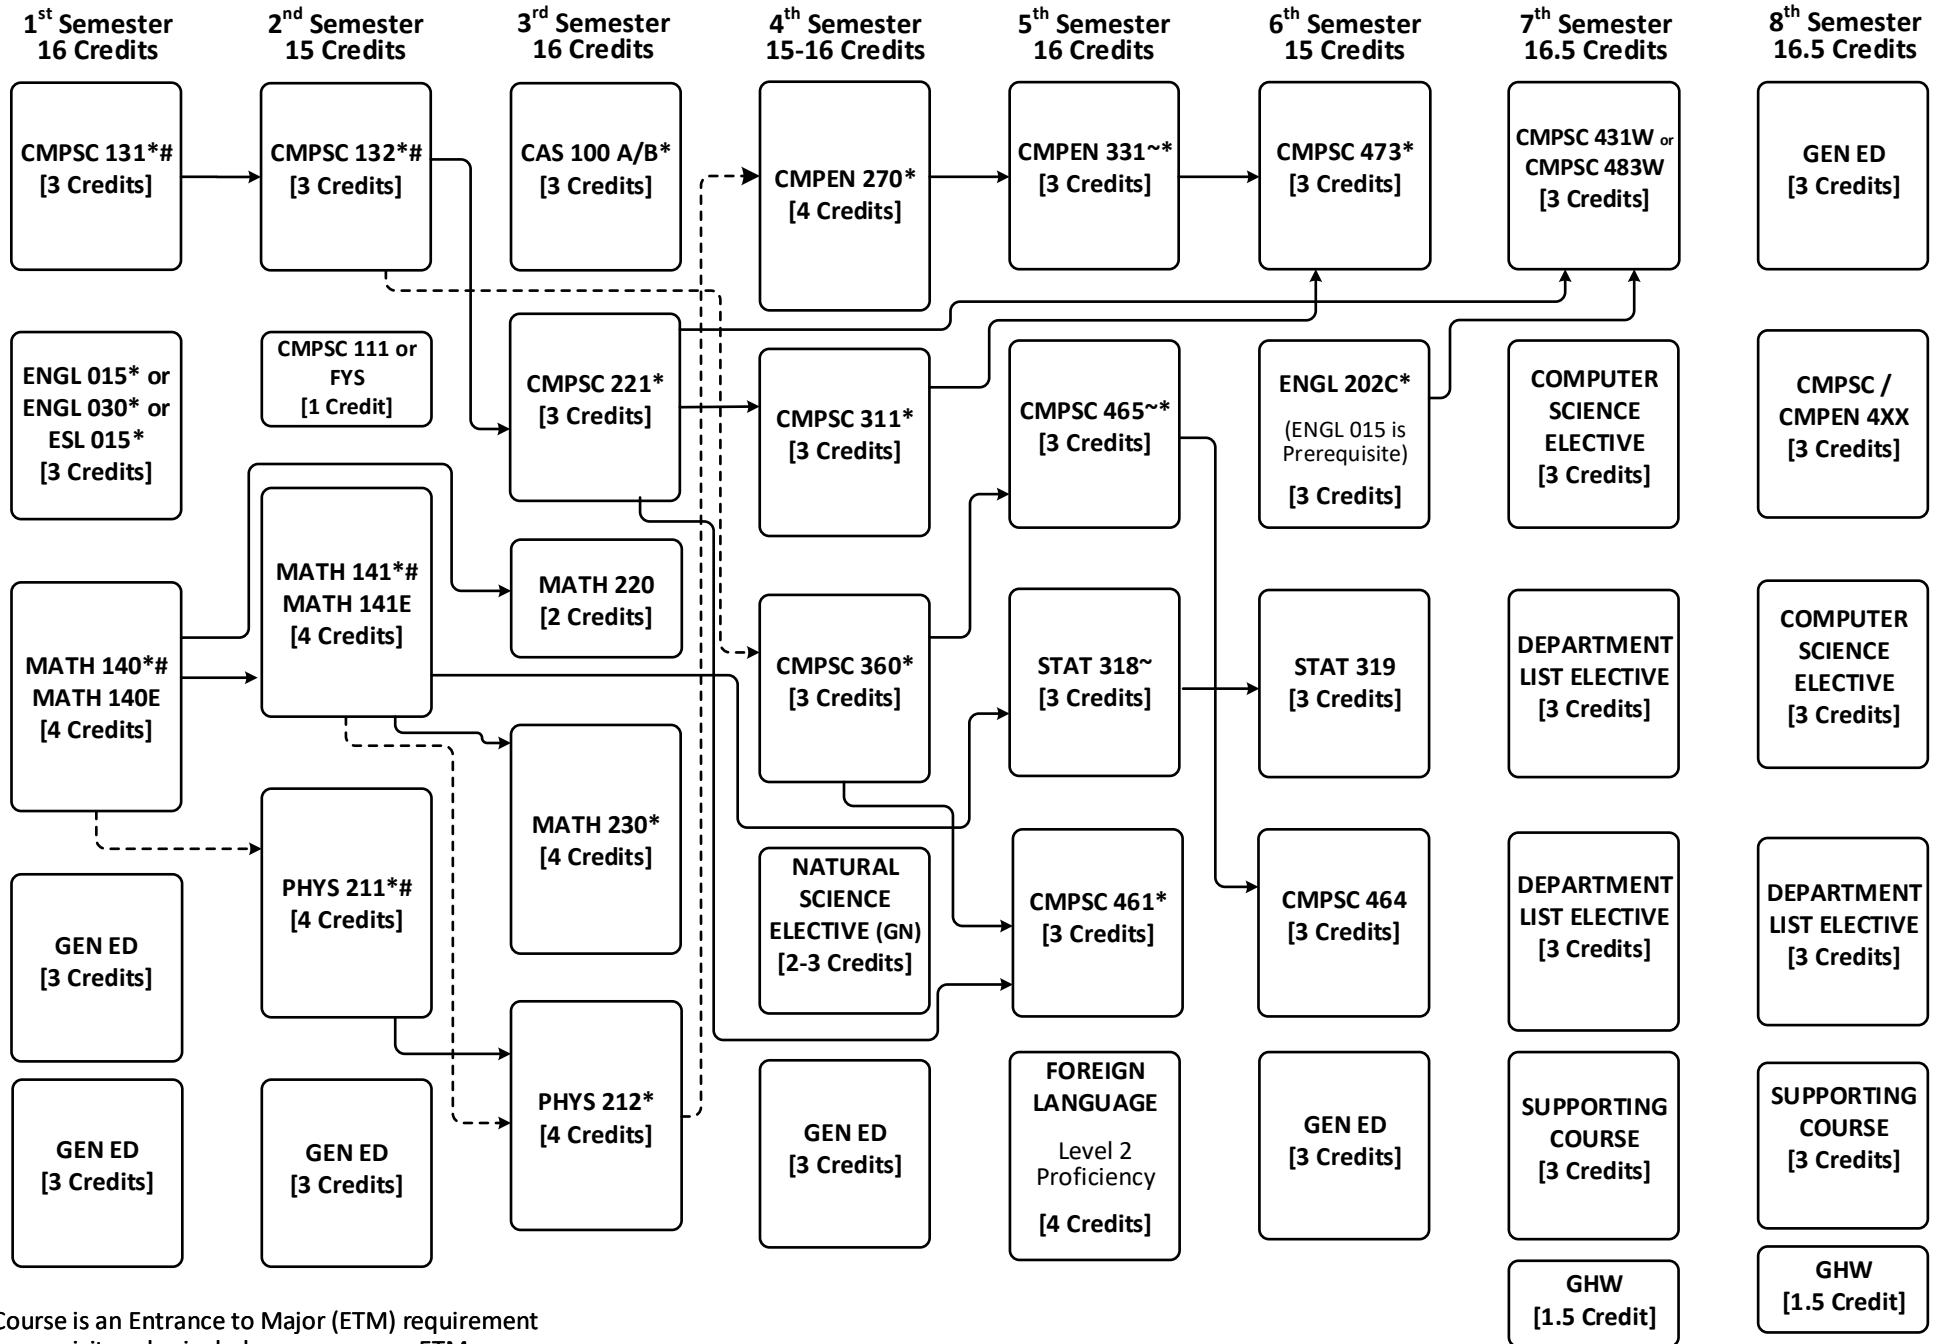 1st Semester
16 Credits
CMPSC 131*#
[3 Credits]
ENGL 015* or
ENGL 030* or
ESL 015*
[3 Credits]
MATH 140*#
MATH 140E
[4 Credits]
GEN ED
[3 Credits]
GEN ED
[3 Credits]
2nd Semester
15 Credits
CMPSC 132*#
[3 Credits]
CMPSC 111 or
FYS
[1 Credit]
MATH 141*#
MATH 141E
[4 Credits]
PHYS 211*#
[4 Credits]
GEN ED
[3 Credits]
3rd Semester
16 Credits
CAS 100 A/B*
[3 Credits]
CMPSC 221*
[3 Credits]
MATH 220
[2 Credits]
MATH 230*
[4 Credits]
PHYS 212*
[4 Credits]
4th Semester
15-16 Credits
CMPEN 270*
[4 Credits]
CMPSC 311*
[3 Credits]
CMPSC 360*
[3 Credits]
NATURAL
SCIENCE
ELECTIVE (GN)
[2-3 Credits]
GEN ED
[3 Credits]
5th Semester
16 Credits
CMPEN 331~*
[3 Credits]
CMPSC 465~*
[3 Credits]
STAT 318~
[3 Credits]
CMPSC 461*
[3 Credits]
FOREIGN
LANGUAGE
Level 2
Proficiency
[4 Credits]
6th Semester
15 Credits
CMPSC 473*
[3 Credits]
ENGL 202C*
(ENGL 015 is
Prerequisite)
[3 Credits]
STAT 319
[3 Credits]
CMPSC 464
[3 Credits]
GEN ED
[3 Credits]
7th Semester
16.5 Credits
CMPSC 431W or
CMPSC 483W
[3 Credits]
COMPUTER
SCIENCE
ELECTIVE
[3 Credits]
DEPARTMENT
LIST ELECTIVE
[3 Credits]
DEPARTMENT
LIST ELECTIVE
[3 Credits]
SUPPORTING
COURSE
[3 Credits]
GHW
[1.5 Credit]
8th Semester
16.5 Credits
GEN ED
[3 Credits]
CMPSC /
CMPEN 4XX
[3 Credits]
COMPUTER
SCIENCE
ELECTIVE
[3 Credits]
DEPARTMENT
LIST ELECTIVE
[3 Credits]
SUPPORTING
COURSE
[3 Credits]
GHW
[1.5 Credit]
Course is an Entrance to Major (ETM) requirement